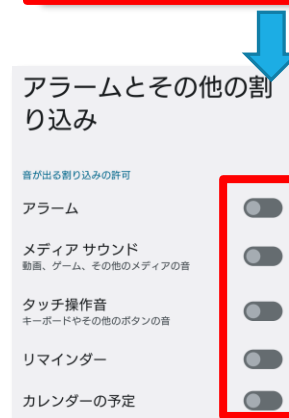 アラームとその他の割
り込み
音が出る割り込みの許可
アラーム
メディア サウンド
動画、ゲーム、その他のメディアの音
タッチ操作音
キーボードやその他のボタンの音
リマインダー
カレンダーの予定